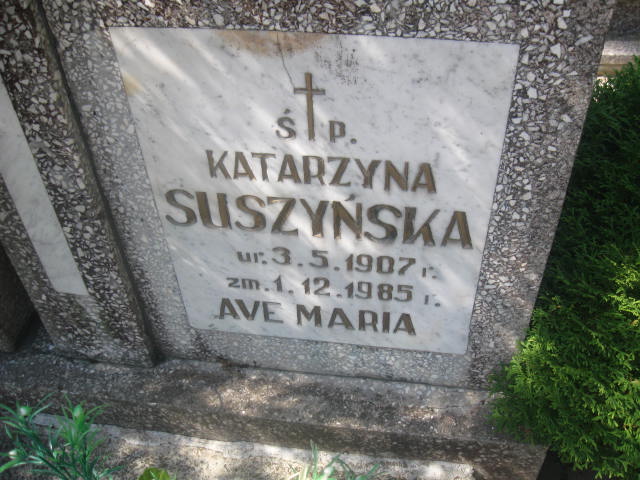 Ś P.
KATARZYNA
SUSZYŃSKA
ur. 3.5.1907 r.
zm. 1.12.1985 r.
AVE MARIA